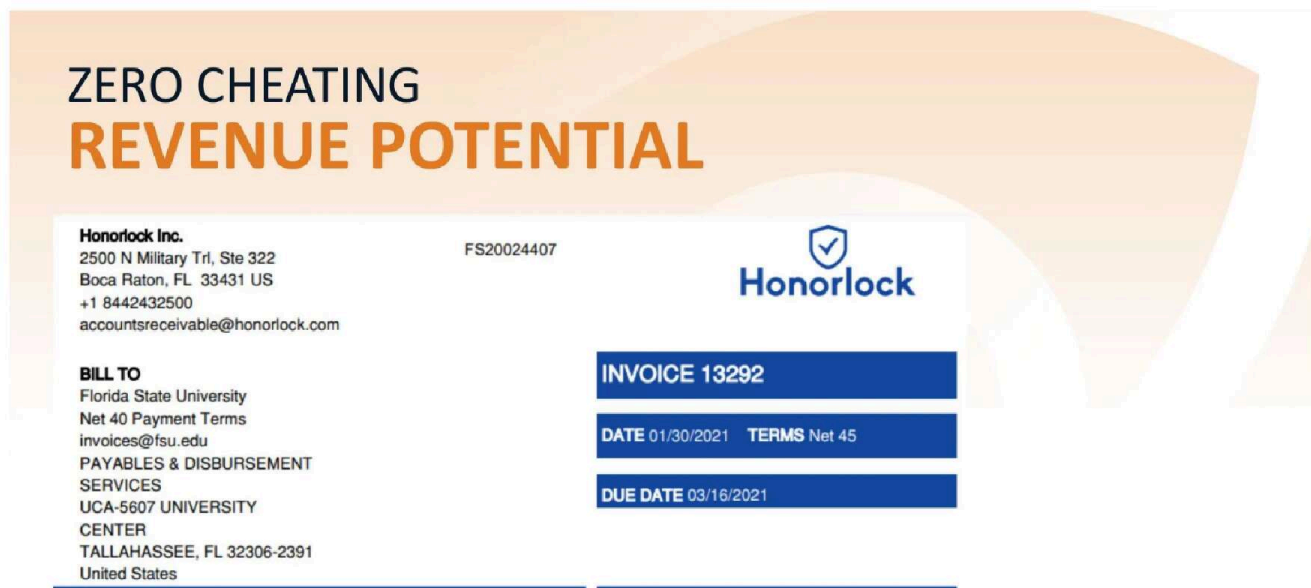 ZERO CHEATING
REVENUE POTENTIAL
Honorlock Inc.
2500 N Military Trl, Ste 322
Boca Raton, FL 33431 US
+1 8442432500
accountsreceivable@honorlock.com
FS20024407
Honorlock
BILL TO
Florida State University
Net 40 Payment Terms
invoices@fsu.edu
PAYABLES & DISBURSEMENT
SERVICES
UCA-5607 UNIVERSITY
CENTER
TALLAHASSEE, FL 32306-2391
United States
INVOICE 13292
DATE 01/30/2021 TERMS Net 45
DUE DATE 03/16/2021